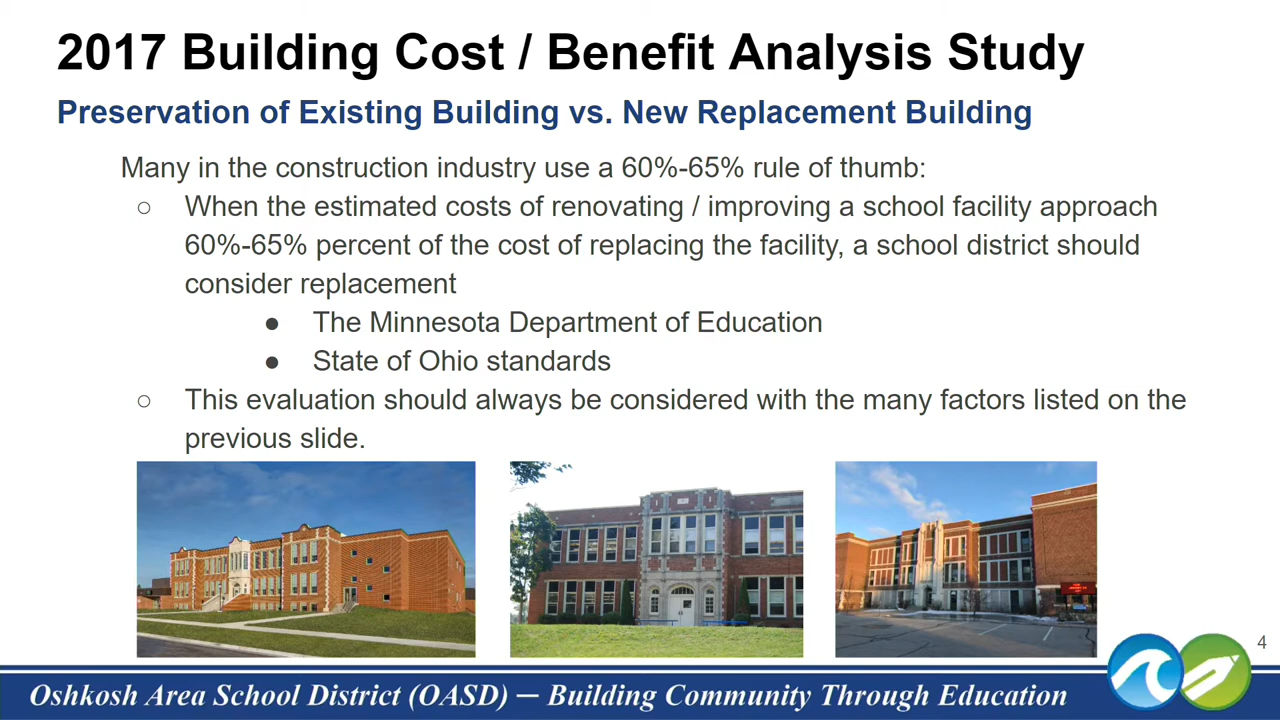 2017 Building Cost / Benefit Analysis Study
Preservation of Existing Building vs. New Replacement Building
Many in the construction industry use a 60%-65% rule of thumb:
○ When the estimated costs of renovating / improving a school facility approach
60%-65% percent of the cost of replacing the facility, a school district should
consider replacement
● The Minnesota Department of Education
● State of Ohio standards
○ This evaluation should always be considered with the many factors listed on the
previous slide.
4
Oshkosh Area School District (OASD) — Building Community Through Education